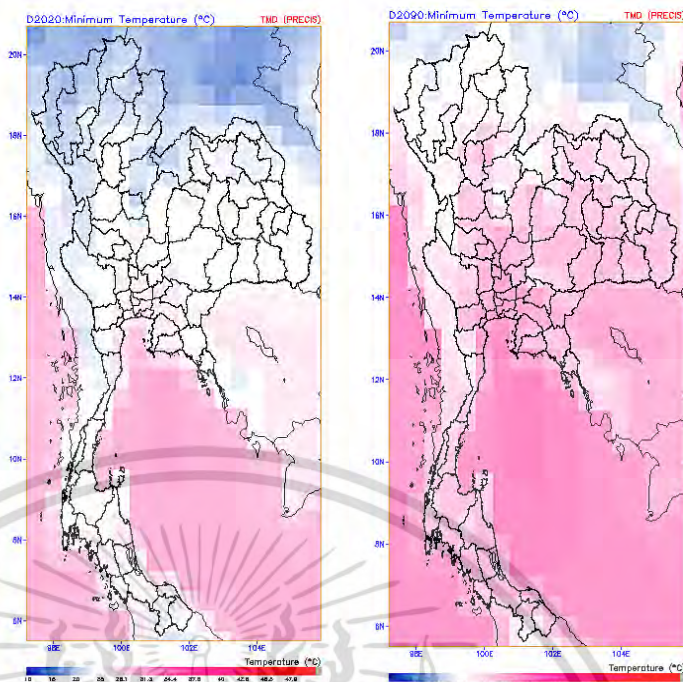 D2020:Minimum Temperature (°C) TMD (PRECIS)
20N
18N
16N
14N
12N
10N
8N
6N
98E 100E 102E 104E
Temperature (°C)
D2090:Minimum Temperature (°C) TMD (PRECIS)
20N
18N
16N
14N
12N
10N
8N
6N
98E 100E 102E 104E
Temperature (°C)